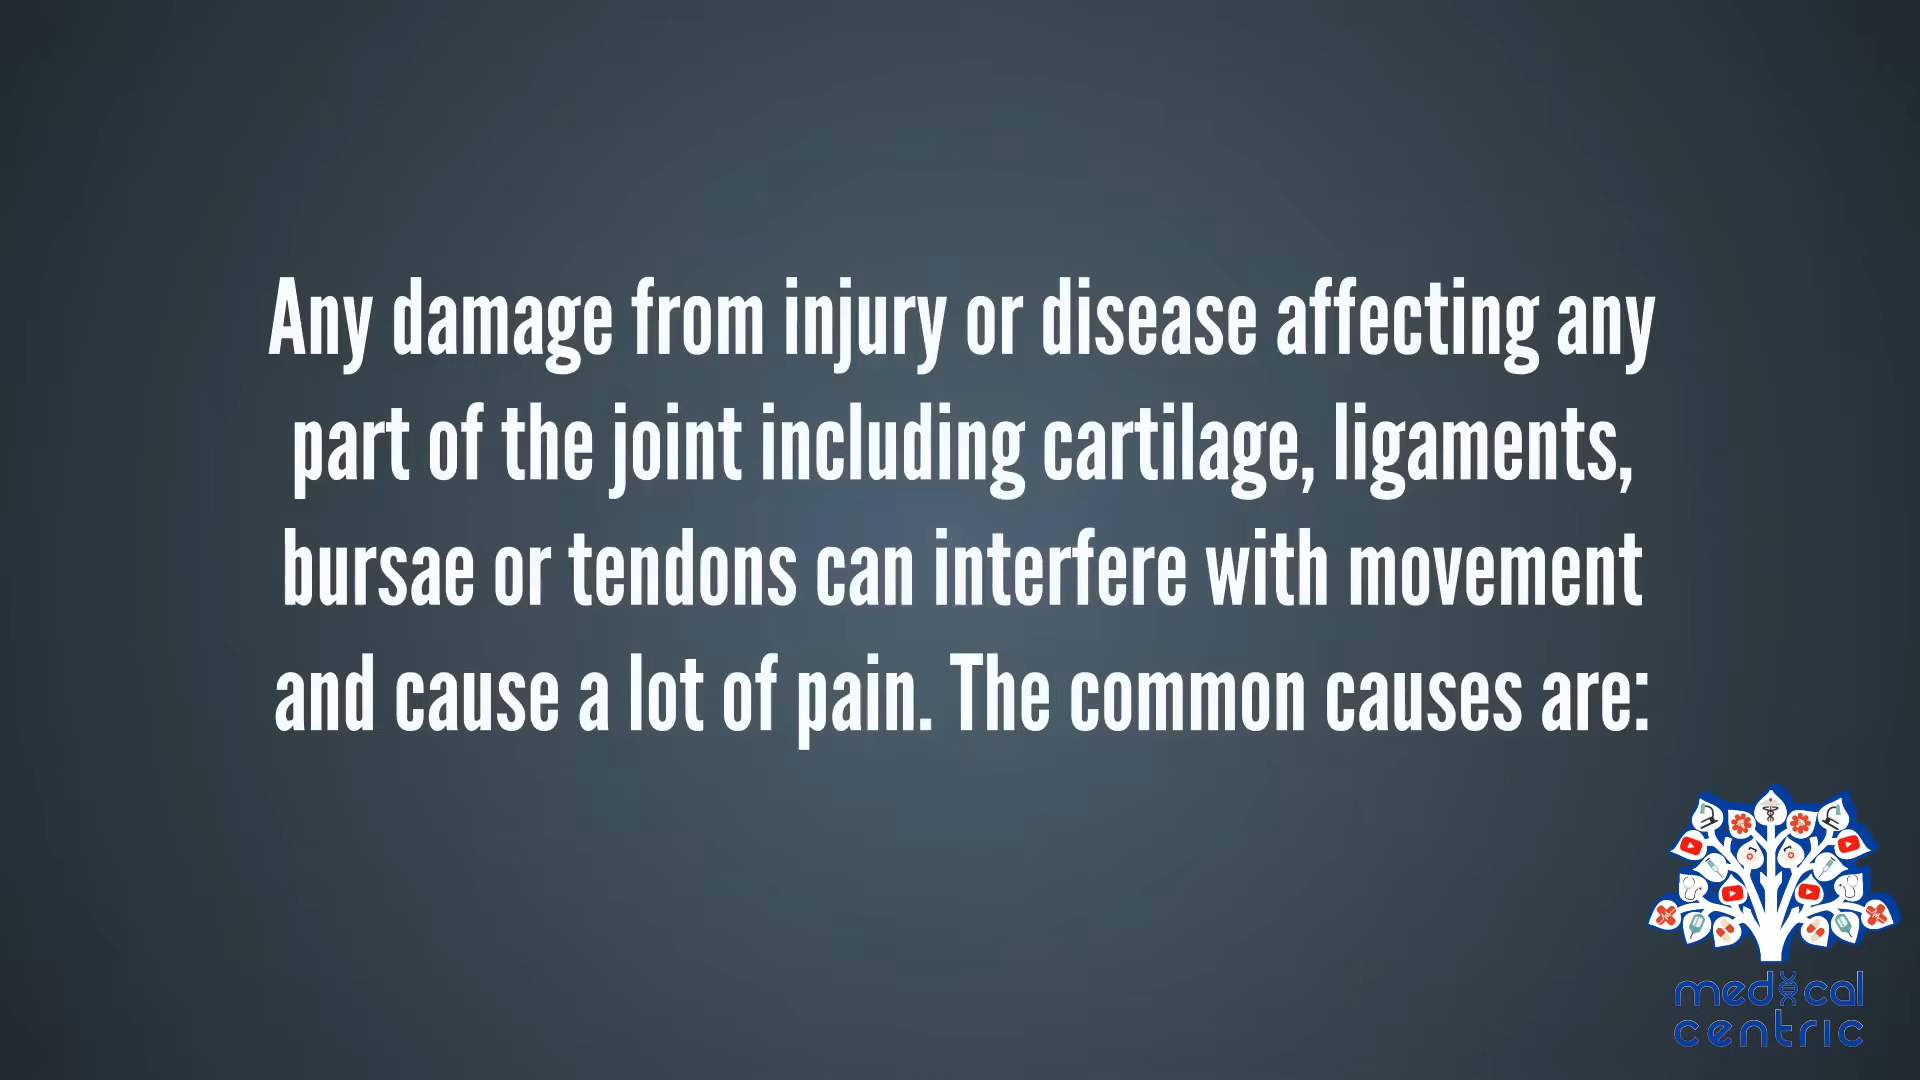 Any damage from injury or disease affecting any
part of the joint including cartilage, ligaments,
bursae or tendons can interfere with movement
and cause a lot of pain. The common causes are:
medical
centric